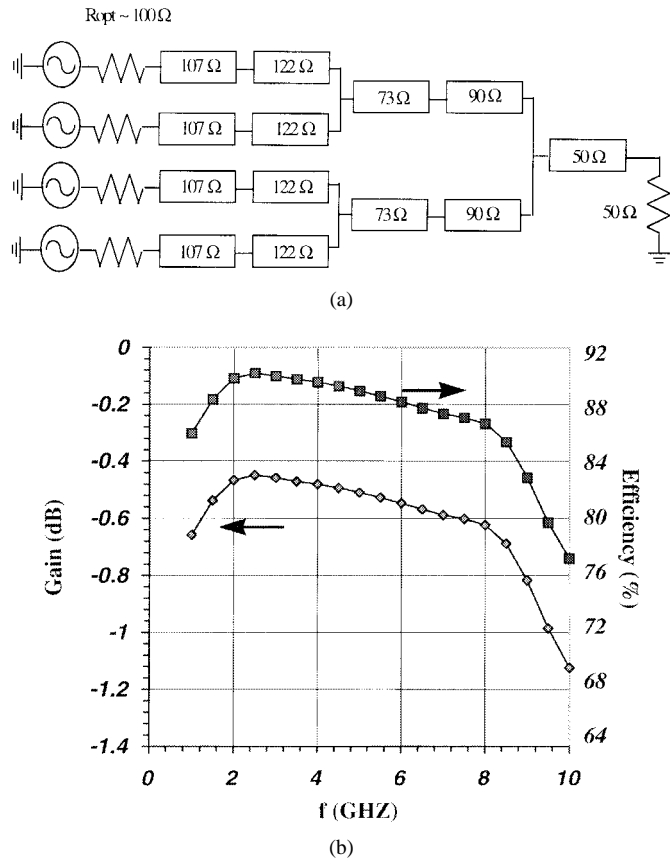 Ropt ~ 100 Ω
107 Ω 122 Ω
73 Ω 90 Ω
107 Ω 122 Ω
50 Ω
107 Ω 122 Ω
50 Ω
73 Ω 90 Ω
107 Ω 122 Ω
(a)
0 92
-0.2 88
-0.4 84
-0.6 80
-0.8 76
-1 72
-1.2 68
-1.4 64
Gain (dB)
Efficiency (%)
0 2 4 6 8 10
f (GHZ)
(b)